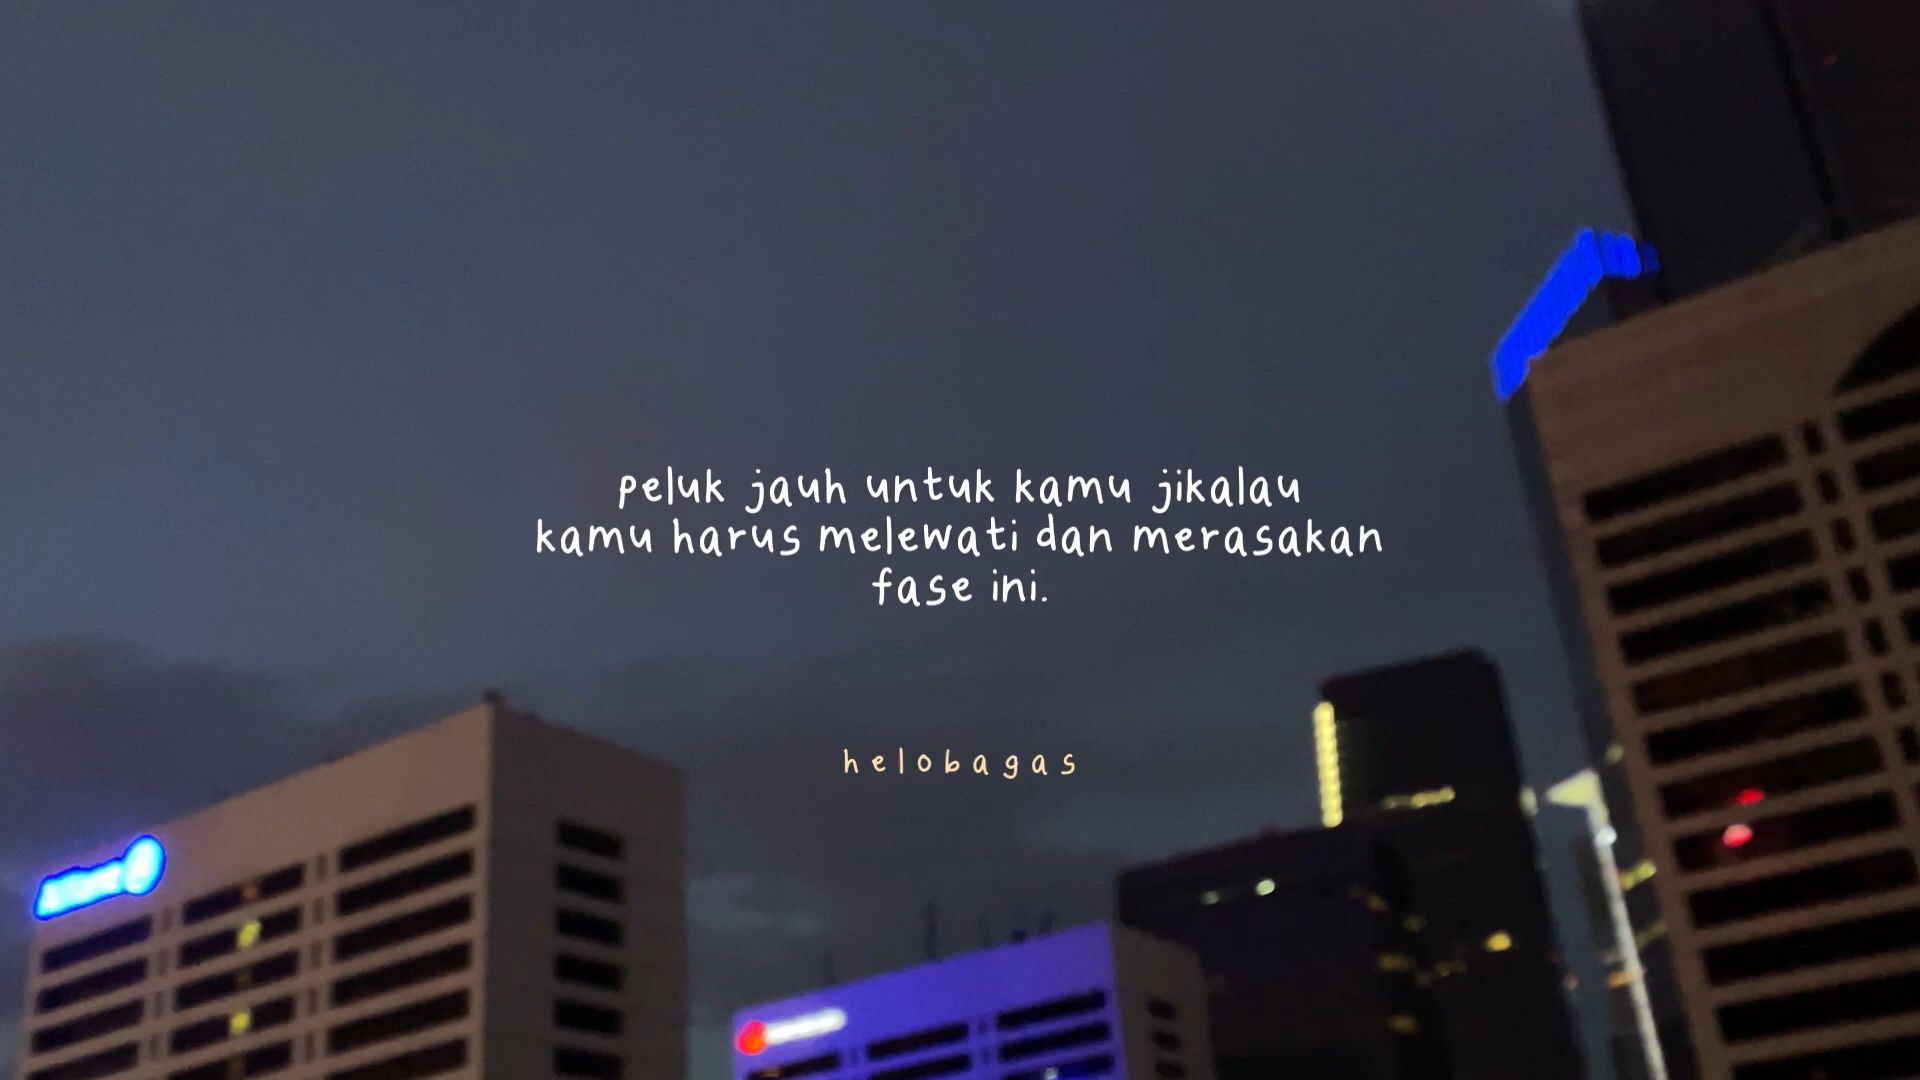 peluk jauh untuk kamu jikalau
kamu harus melewati dan merasakan
fase ini.
helobagas